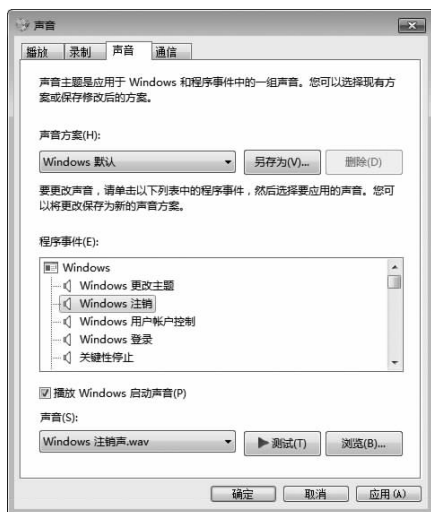 声音
播放 录制 声音 通信
声音主题是应用于 Windows 和程序事件中的一组声音。您可以选择现有方
案或保存修改后的方案。
声音方案(H):
Windows 默认 另存为(V)... 删除(D)
要更改声音，请单击以下列表中的程序事件，然后选择要应用的声音。您可
以将更改保存为新的声音方案。
程序事件(E):
Windows
Windows 更改主题
Windows 注销
Windows 用户帐户控制
Windows 登录
关键性停止
播放 Windows 启动声音(P)
声音(S):
Windows 注销声.wav 测试(T) 浏览(B)...
确定 取消 应用(A)